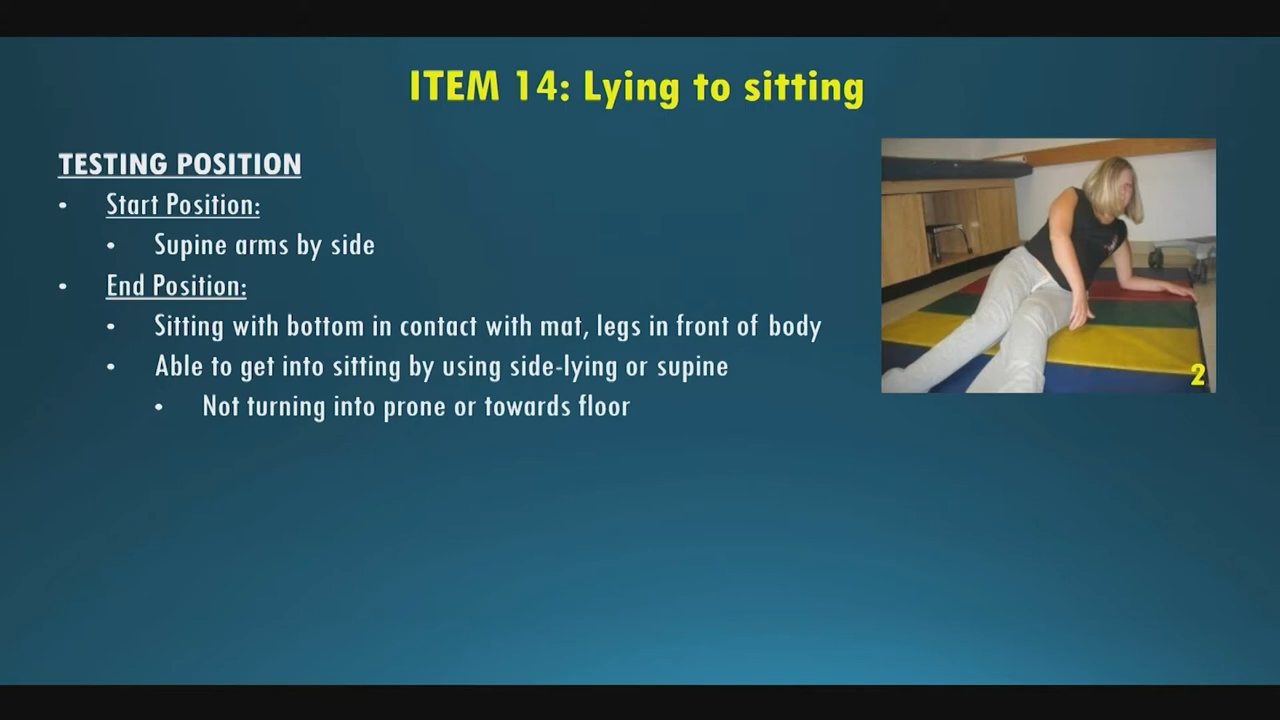 ITEM 14: Lying to sitting
TESTING POSITION
• Start Position:
• Supine arms by side
• End Position:
• Sitting with bottom in contact with mat, legs in front of body
• Able to get into sitting by using side-lying or supine
• Not turning into prone or towards floor
2